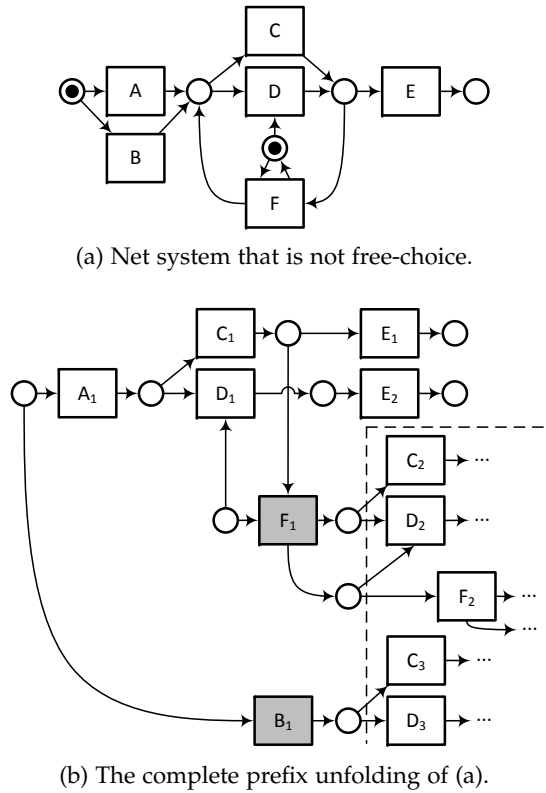 C
A
D
E
B
F
(a) Net system that is not free-choice.
C1
E1
A1
D1
E2
C2 ...
F1
D2 ...
F2 ...
...
C3 ...
B1
D3 ...
(b) The complete prefix unfolding of (a).